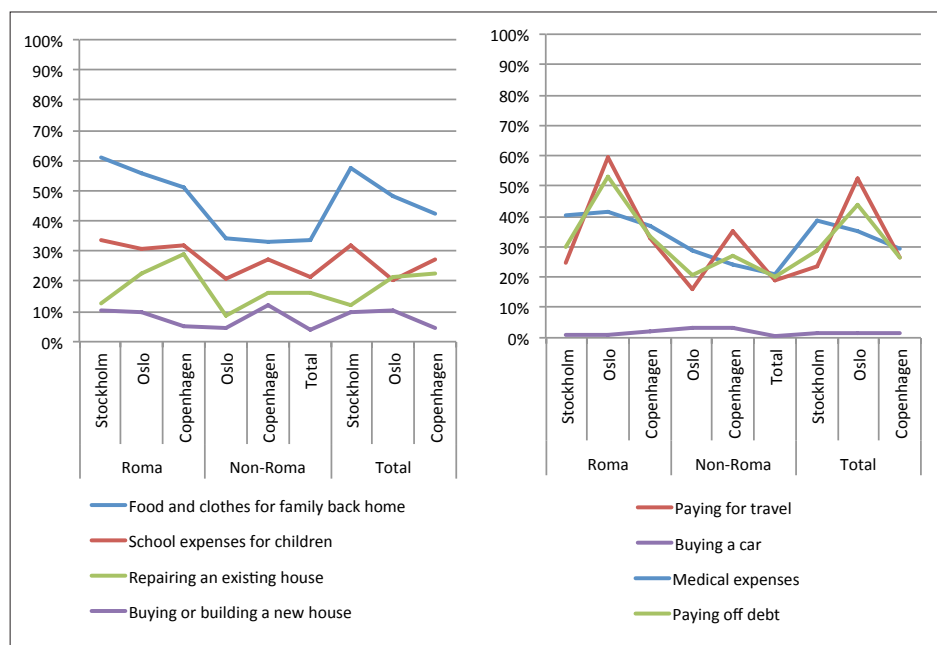 100%
90%
80%
70%
60%
50%
40%
30%
20%
10%
0%
Stockholm
Oslo
Copenhagen
Oslo
Copenhagen
Total
Stockholm
Oslo
Copenhagen
Roma
Non-Roma
Total
Food and clothes for family back home
School expenses for children
Repairing an existing house
Buying or building a new house
100%
90%
80%
70%
60%
50%
40%
30%
20%
10%
0%
Stockholm
Oslo
Copenhagen
Oslo
Copenhagen
Total
Stockholm
Oslo
Copenhagen
Roma
Non-Roma
Total
Paying for travel
Buying a car
Medical expenses
Paying off debt